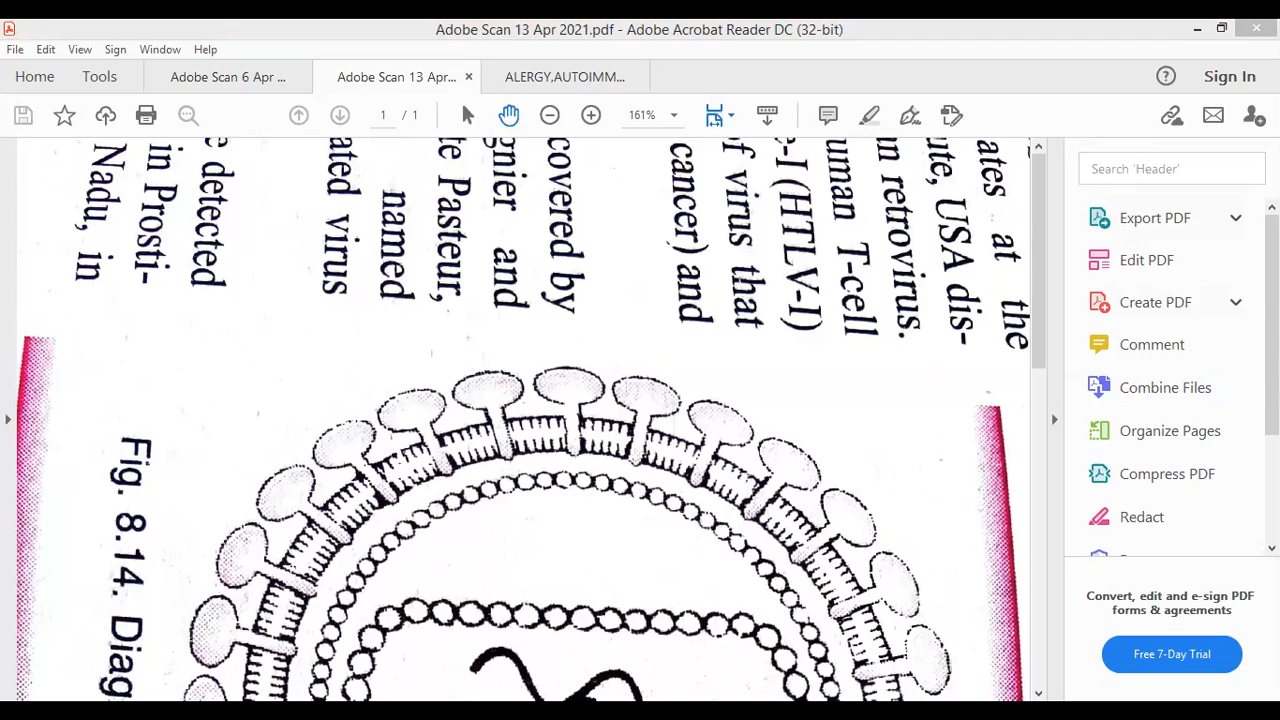 Adobe Scan 13 Apr 2021.pdf - Adobe Acrobat Reader DC (32-bit)
File Edit View Sign Window Help
Home Tools Adobe Scan 6 Apr ... Adobe Scan 13 Apr... × ALERGY,AUTOIMM... ? Sign In
1 / 1 161%
ates at the
ute, USA dis-
n retrovirus.
uman T-cell
e-I (HTLV-I)
f virus that
cancer) and
covered by
gnier and
te Pasteur,
named
ated virus
e detected
in Prosti-
Nadu, in
Fig. 8.14. Diag
Search 'Header'
Export PDF
Edit PDF
Create PDF
Comment
Combine Files
Organize Pages
Compress PDF
Redact
Convert, edit and e-sign PDF
forms & agreements
Free 7-Day Trial